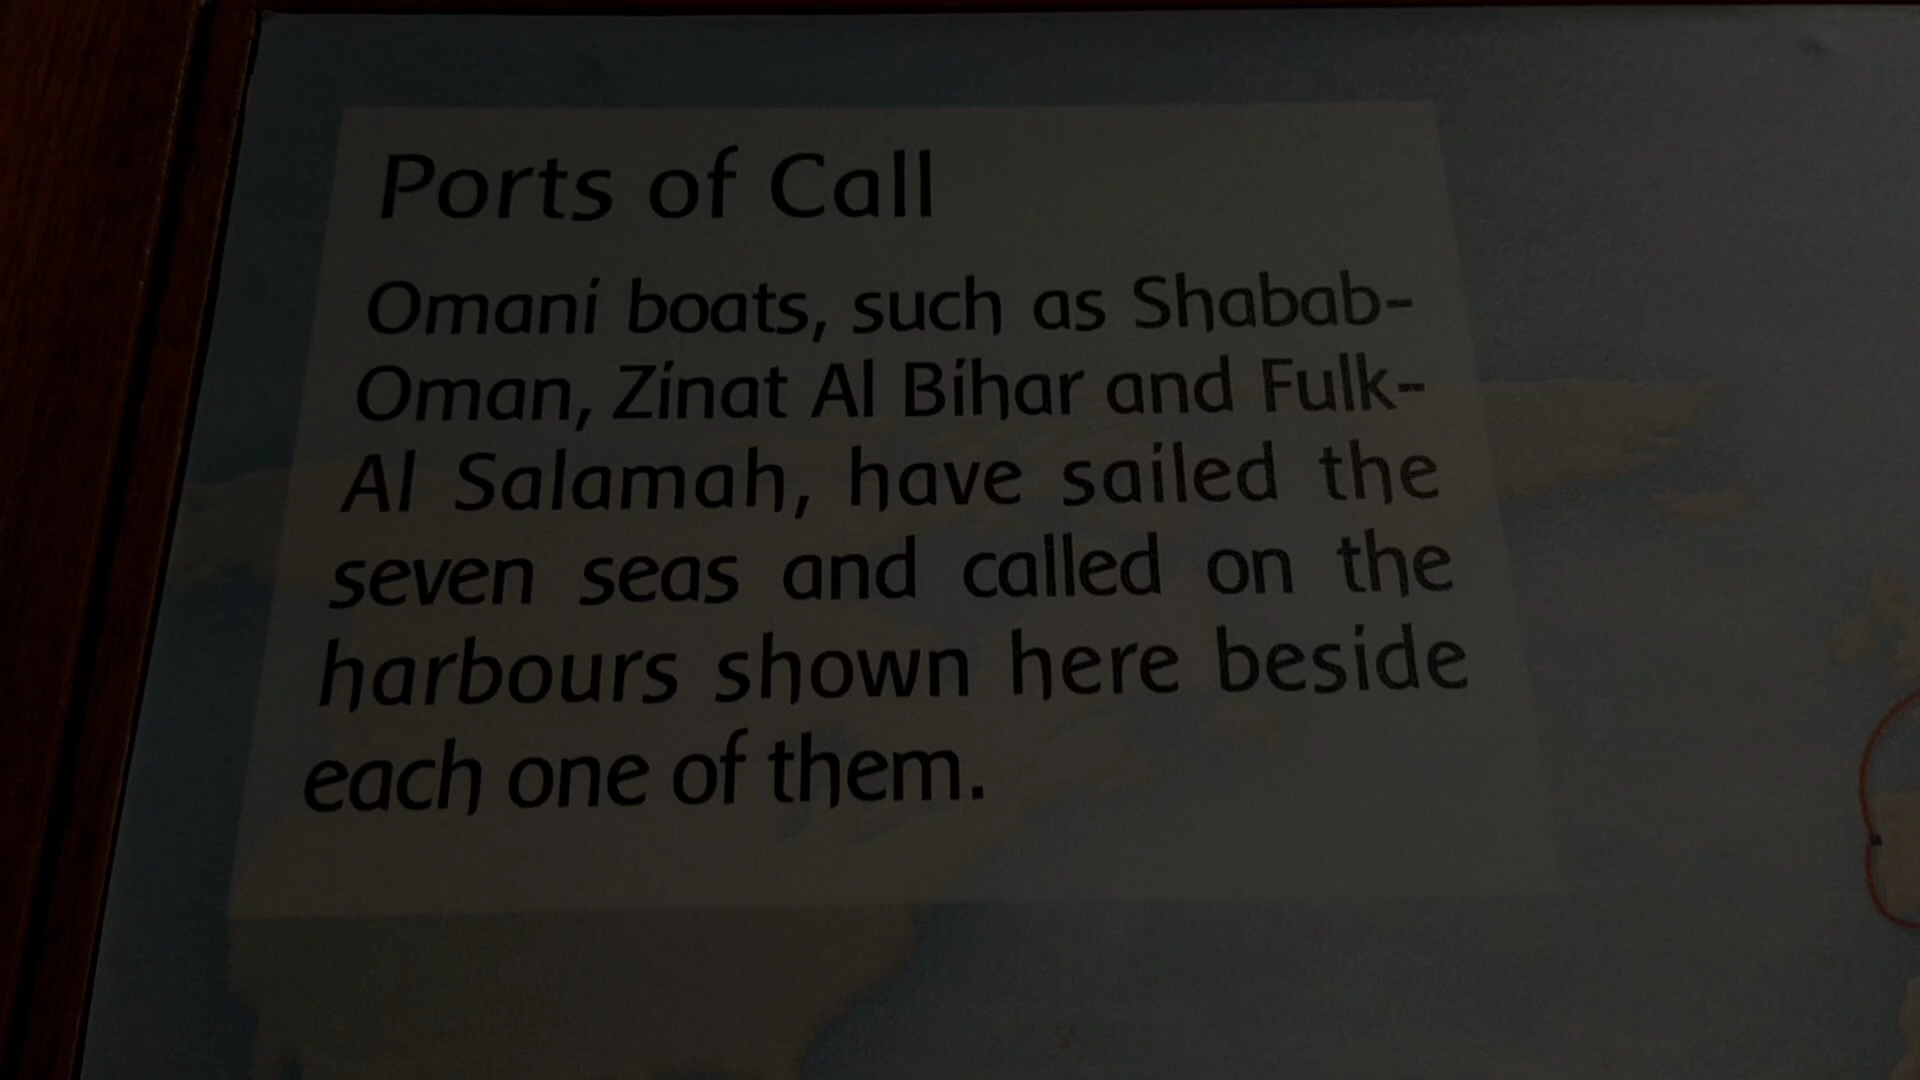 Ports of Call
Omani boats, such as Shabab-
Oman, Zinat Al Bihar and Fulk-
Al Salamah, have sailed the
seven seas and called on the
harbours shown here beside
each one of them.